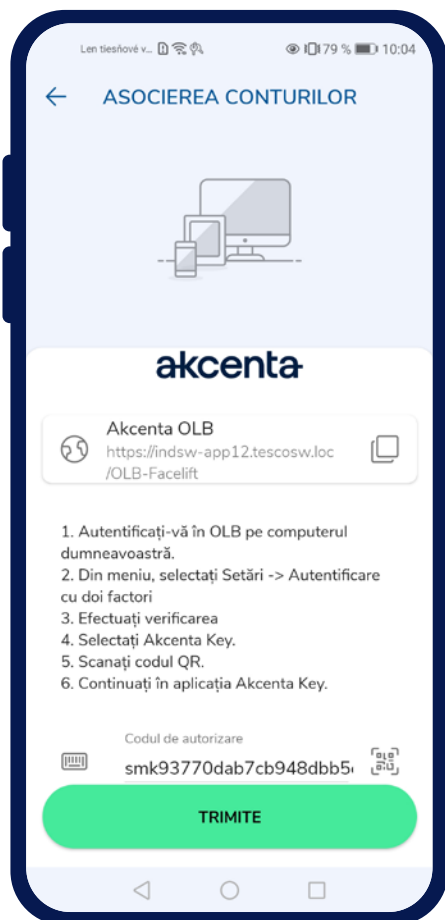 Len tiesňové v... 79 % 10:04
ASOCIEREA CONTURILOR
akcenta
Akcenta OLB
https://indsw-app12.tescosw.loc
/OLB-Facelift
1. Autentificați-vă în OLB pe computerul
dumneavoastră.
2. Din meniu, selectați Setări -> Autentificare
cu doi factori
3. Efectuați verificarea
4. Selectați Akcenta Key.
5. Scanați codul QR.
6. Continuați în aplicația Akcenta Key.
Codul de autorizare
smk93770dab7cb948dbb5
TRIMITE